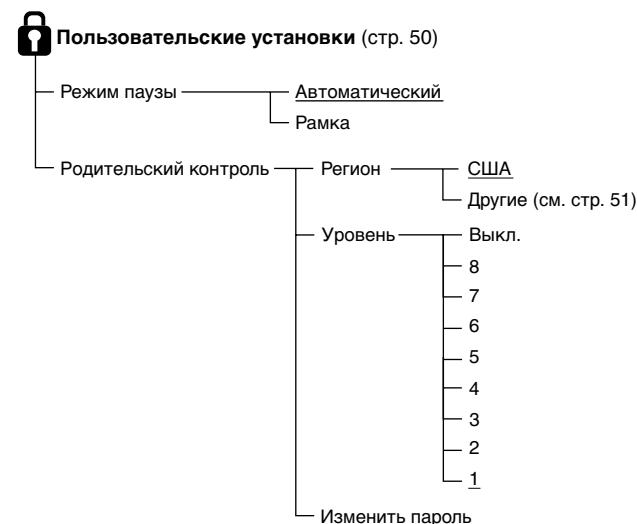 Пользовательские установки (стр. 50)
Режим паузы
Автоматический
Рамка
Родительский контроль
Регион
США
Другие (см. стр. 51)
Уровень
Выкл.
8
7
6
5
4
3
2
1
Изменить пароль